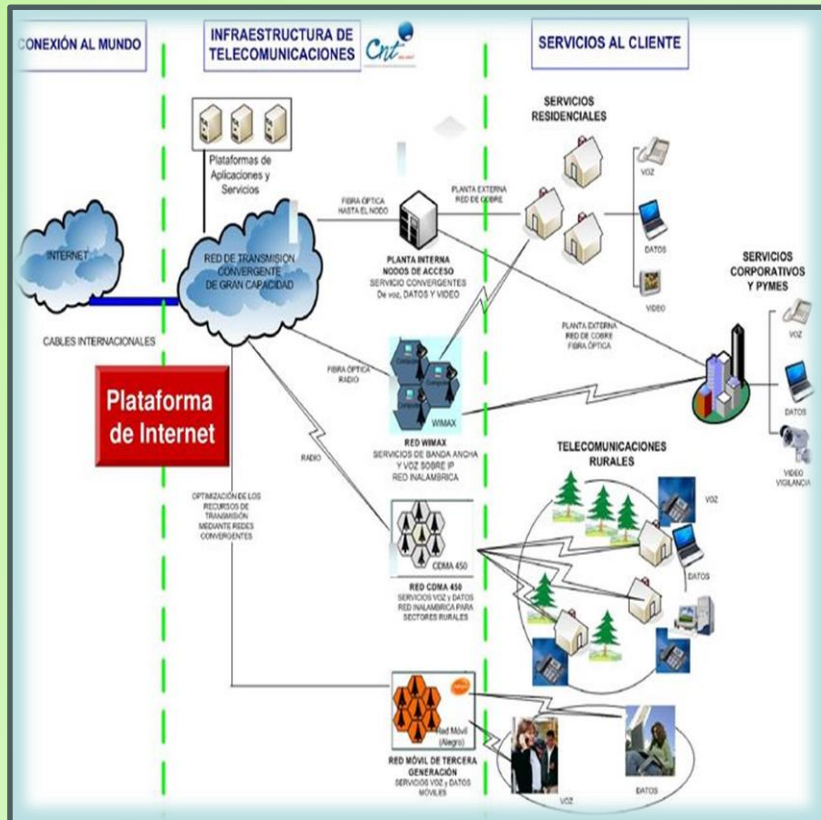 CONEXIÓN AL MUNDO
INFRAESTRUCTURA DE
TELECOMUNICACIONES
Cnt
SERVICIOS AL CLIENTE
Plataformas de
Aplicaciones y
Servicios
INTERNET
RED DE TRANSMISION
CONVERGENTE
DE GRAN CAPACIDAD
CABLES INTERNACIONALES
Plataforma
de Internet
FIBRA ÓPTICA
HASTA EL NODO
PLANTA INTERNA
NODOS DE ACCESO
SERVICIO CONVERGENTES
De voz, DATOS Y VIDEO
PLANTA EXTERNA
RED DE COBRE
SERVICIOS
RESIDENCIALES
VOZ
DATOS
VIDEO
SERVICIOS
CORPORATIVOS
Y PYMES
VOZ
DATOS
VIDEO
VIGILANCIA
PLANTA EXTERNA
RED DE COBRE
FIBRA ÓPTICA
FIBRA ÓPTICA
RADIO
Computer
Computer
Computer
WIMAX
RED WIMAX
SERVICIOS DE BANDA ANCHA
Y VOZ SOBRE IP
RED INALAMBRICA
RADIO
OPTIMIZACIÓN DE LOS
RECURSOS DE
TRANSMISIÓN
MEDIANTE REDES
CONVERGENTES
CDMA 450
RED CDMA 450
SERVICIOS VOZ y DATOS
RED INALAMBRICA PARA
SECTORES RURALES
TELECOMUNICACIONES
RURALES
VOZ
DATOS
Red Móvil
(Alegro)
RED MÓVIL DE TERCERA
GENERACIÓN
SERVICIOS VOZ y DATOS
MÓVILES
VOZ
DATOS